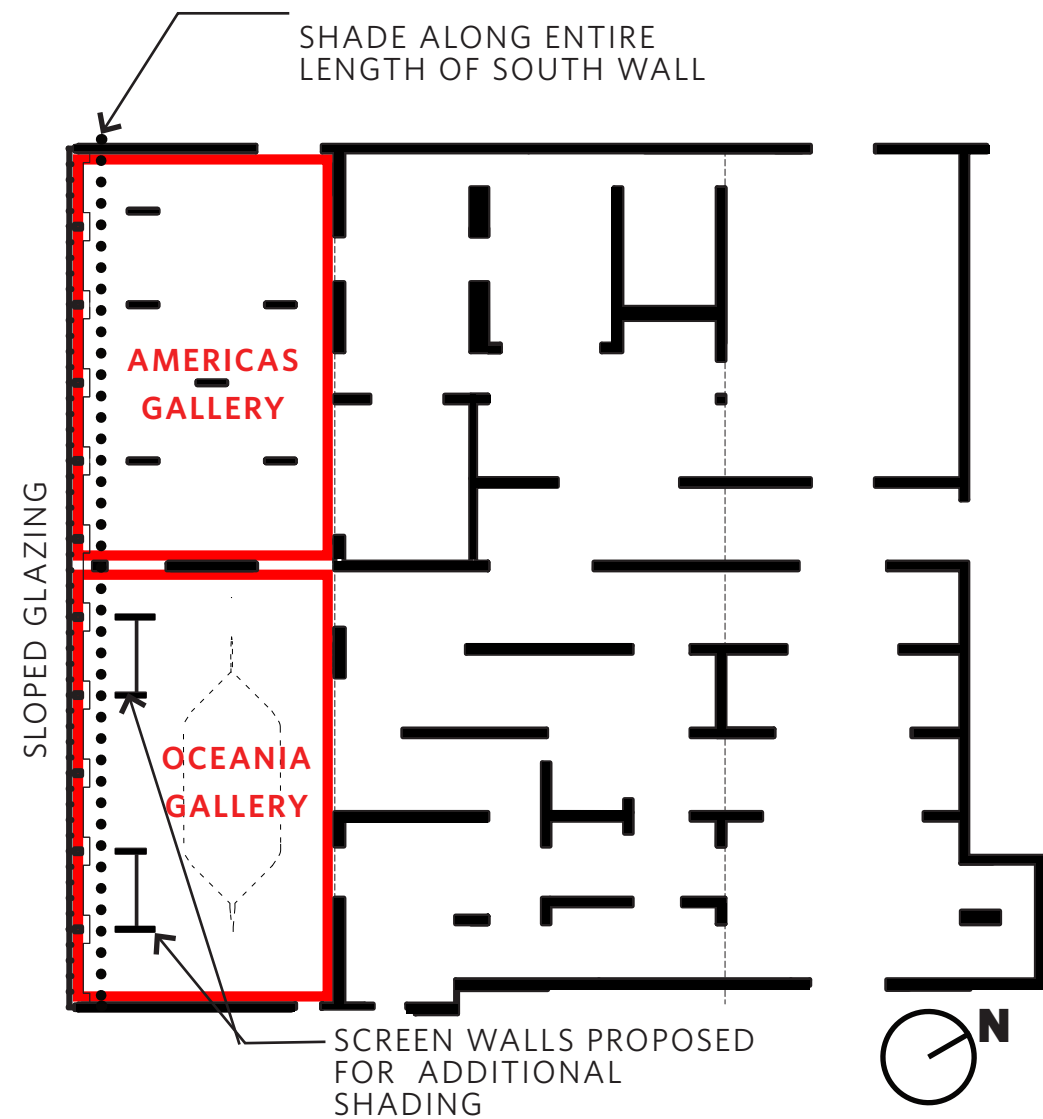 SHADE ALONG ENTIRE
LENGTH OF SOUTH WALL
AMERICAS
GALLERY
SLOPED GLAZING
OCEANIA
GALLERY
SCREEN WALLS PROPOSED
FOR ADDITIONAL
SHADING
N